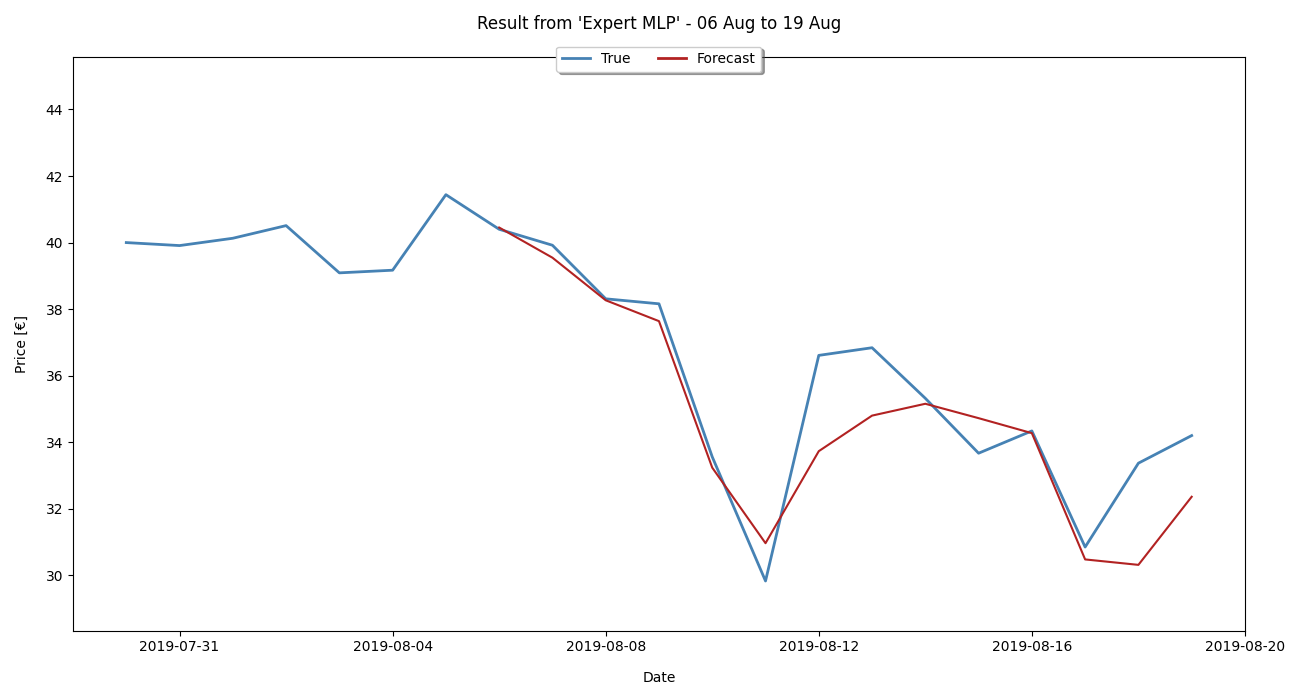 Result from 'Expert MLP' - 06 Aug to 19 Aug
True Forecast
44
42
40
38
36
34
32
30
Price [€]
2019-07-31 2019-08-04 2019-08-08 2019-08-12 2019-08-16 2019-08-20
Date